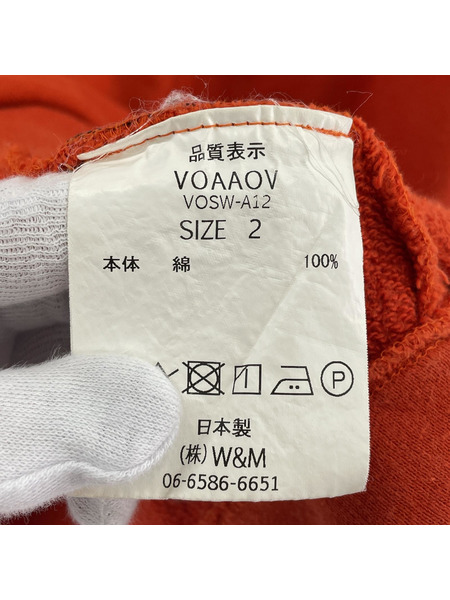 品質表示
VOAAOV
VOSW-A12
SIZE 2
本体 綿 100%
P
日本製
(株) W&M
06-6586-6651